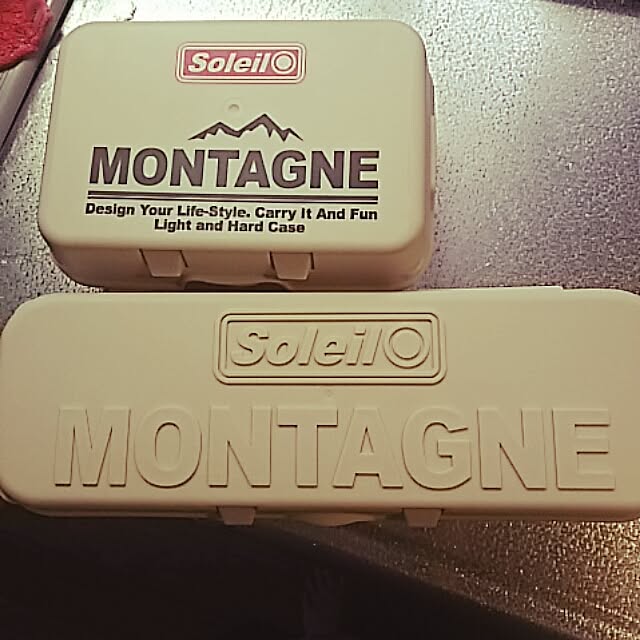 Soleil
MONTAGNE
Design Your Life-Style. Carry It And Fun
Light and Hard Case
Soleil
MONTAGNE